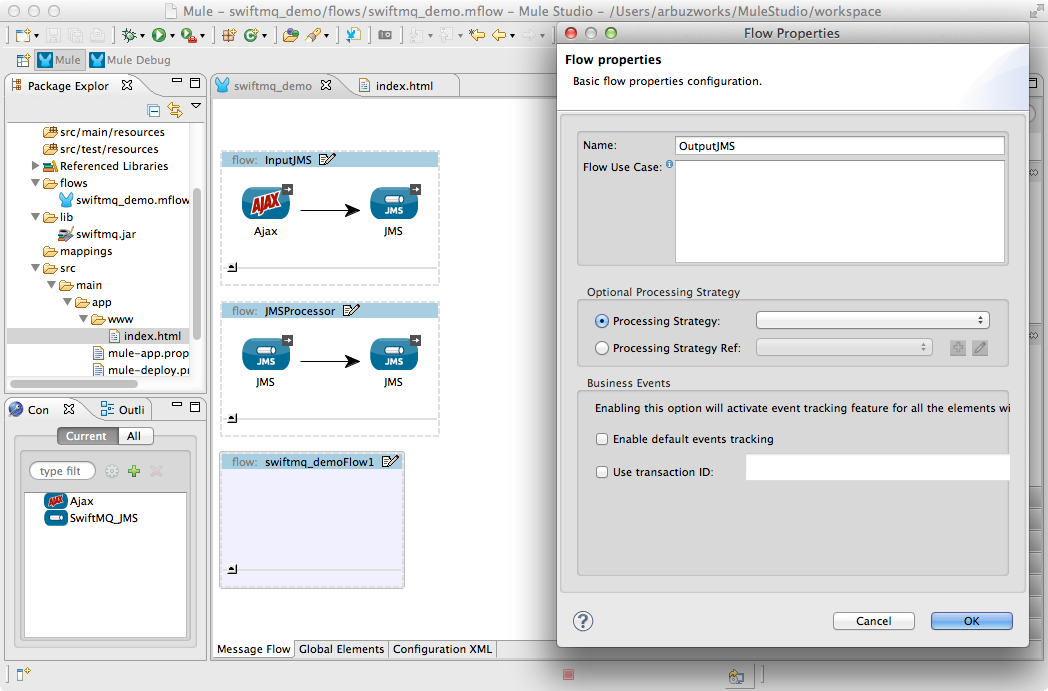 Mule - swiftmq_demo/flows/swiftmq_demo.mflow - Mule Studio - /Users/arbuzworks/MuleStudio/workspace
Mule
Mule Debug
Package Explor
src/main/resources
src/test/resources
Referenced Libraries
flows
swiftmq_demo.mflow
lib
swiftmq.jar
mappings
src
main
app
www
index.html
mule-app.prop
mule-deploy.pr
Con
Outli
Current
All
type filt
Ajax
SwiftMQ_JMS
swiftmq_demo
index.html
flow: InputJMS
AJAX
JMS
Ajax
JMS
flow: JMSProcessor
JMS
JMS
JMS
JMS
flow: swiftmq_demoFlow1
Message Flow
Global Elements
Configuration XML
Flow Properties
Flow properties
Basic flow properties configuration.
Name:
OutputJMS
Flow Use Case:
Optional Processing Strategy
Processing Strategy:
Processing Strategy Ref:
Business Events
Enabling this option will activate event tracking feature for all the elements wi
Enable default events tracking
Use transaction ID:
?
Cancel
OK